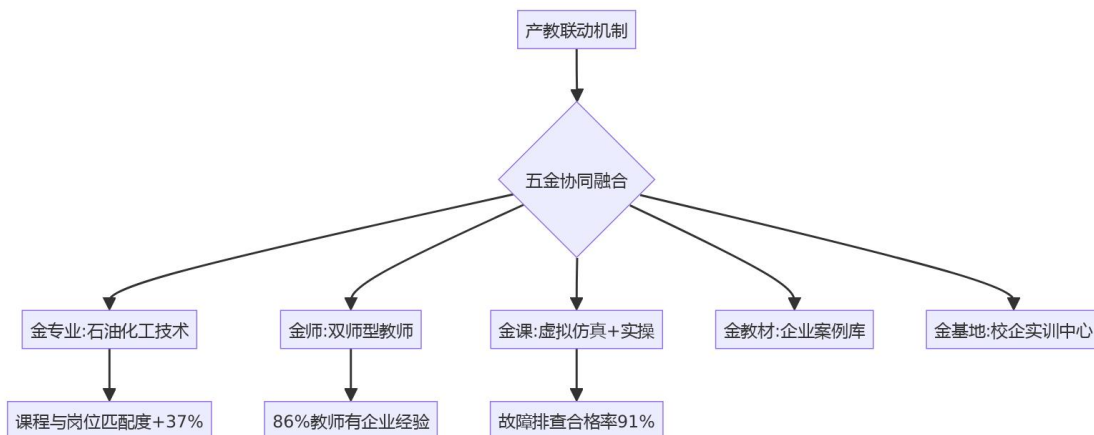 产教联动机制
五金协同融合
金专业:石油化工技术
金师:双师型教师
金课:虚拟仿真+实操
金教材:企业案例库
金基地:校企实训中心
课程与岗位匹配度+37%
86%教师有企业经验
故障排查合格率91%